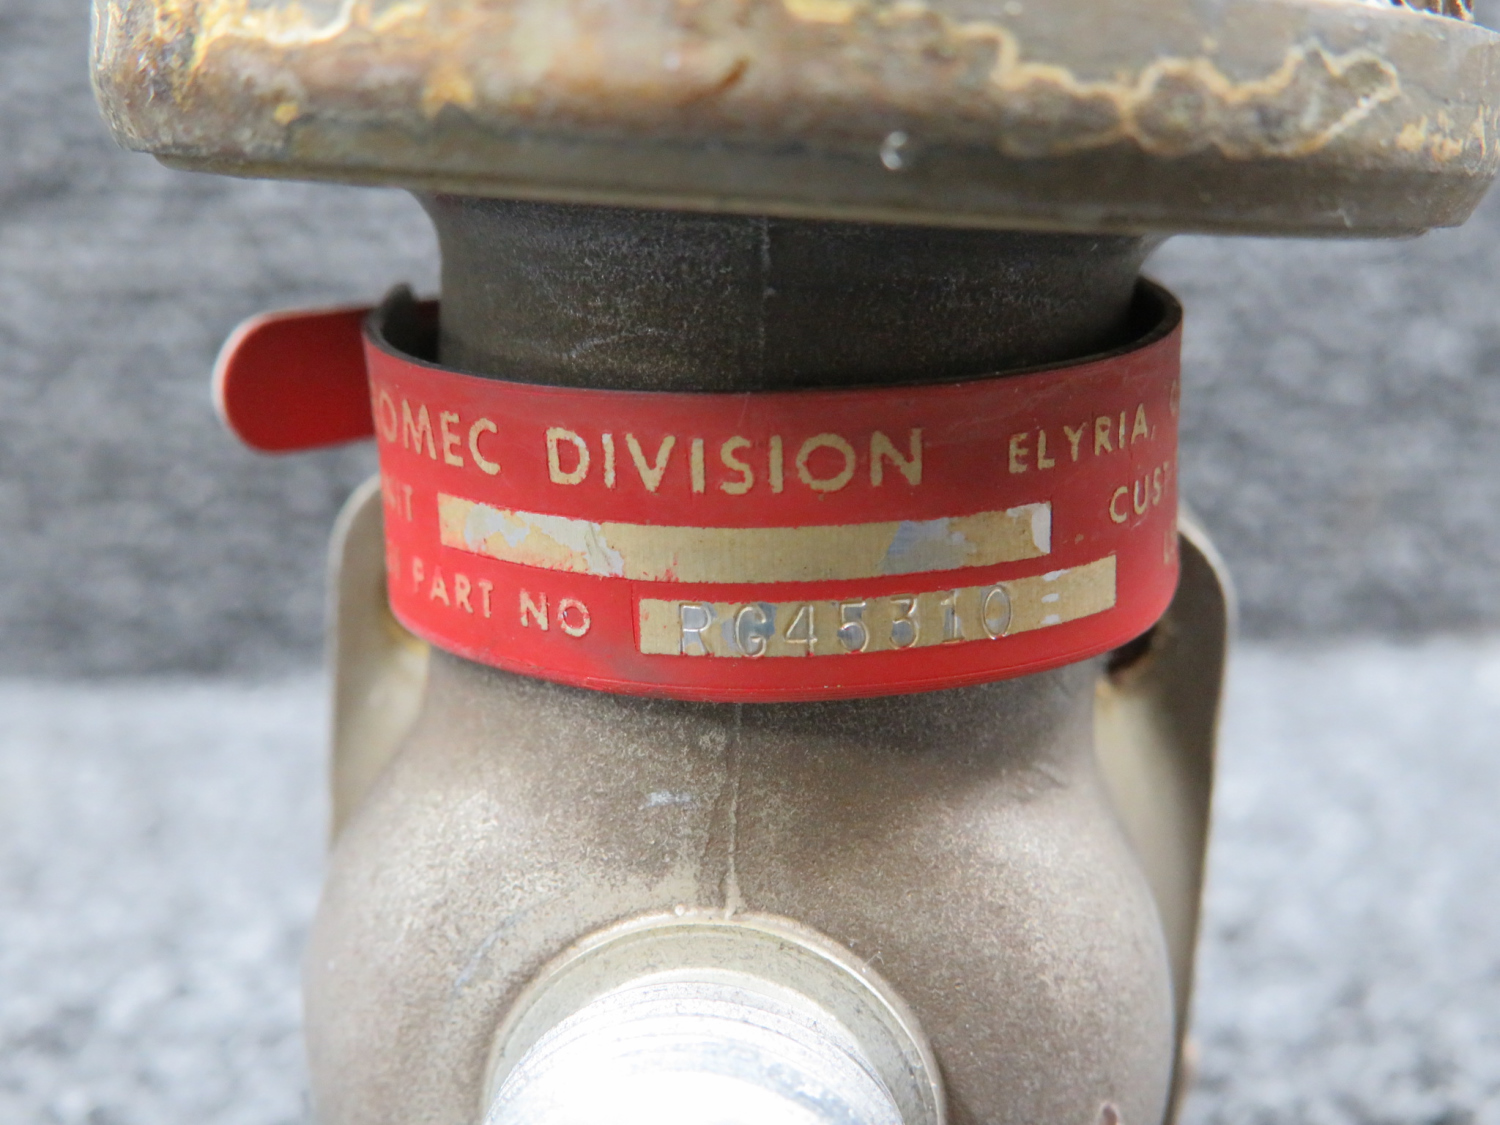 OMEC DIVISION ELYRIA,
CUST
PART NO RG45310